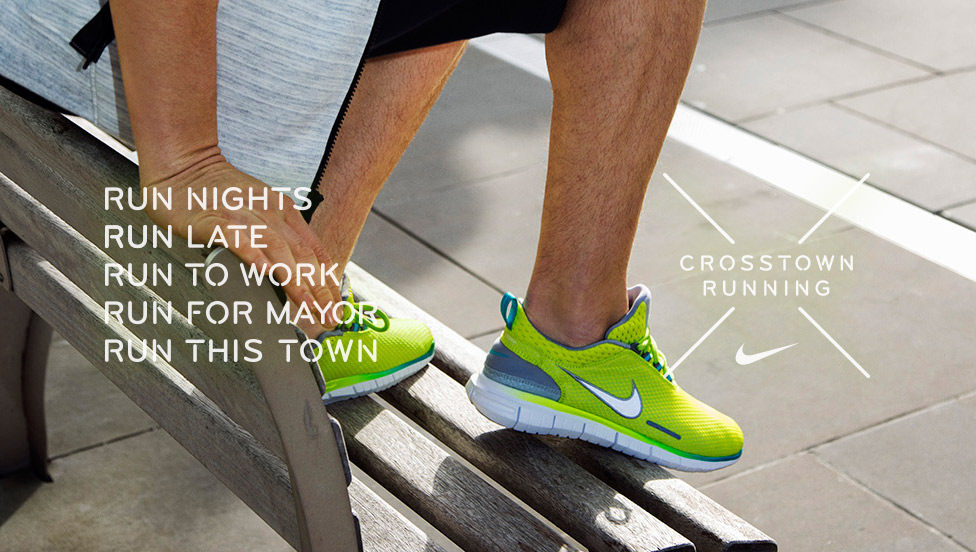 RUN NIGHTS
RUN LATE
RUN TO WORK
RUN FOR MAYOR
RUN THIS TOWN
CROSSTOWN
RUNNING